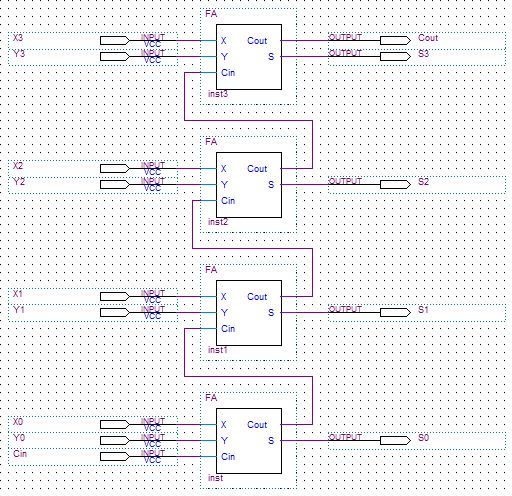 FA
X3 INPUT VCC X Cout OUTPUT Cout
Y3 INPUT VCC Y S OUTPUT S3
Cin
inst3
FA
X2 INPUT VCC X Cout
Y2 INPUT VCC Y S OUTPUT S2
Cin
inst2
FA
X1 INPUT VCC X Cout
Y1 INPUT VCC Y S OUTPUT S1
Cin
inst1
FA
X0 INPUT VCC X Cout
Y0 INPUT VCC Y S OUTPUT S0
Cin INPUT VCC Cin
inst